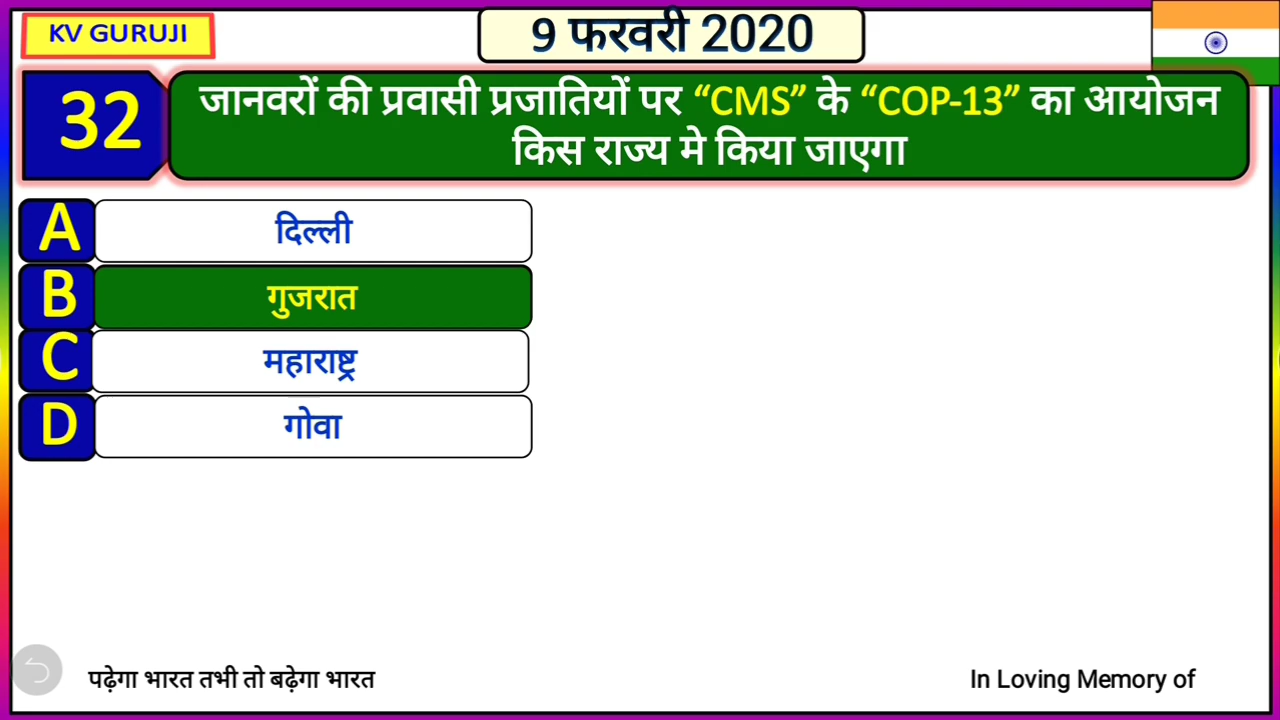 KV GURUJI
9 फरवरी 2020
32
जानवरों की प्रवासी प्रजातियों पर “CMS” के “COP-13” का आयोजन
किस राज्य मे किया जाएगा
A दिल्ली
B गुजरात
C महाराष्ट्र
D गोवा
पढ़ेगा भारत तभी तो बढ़ेगा भारत
In Loving Memory of